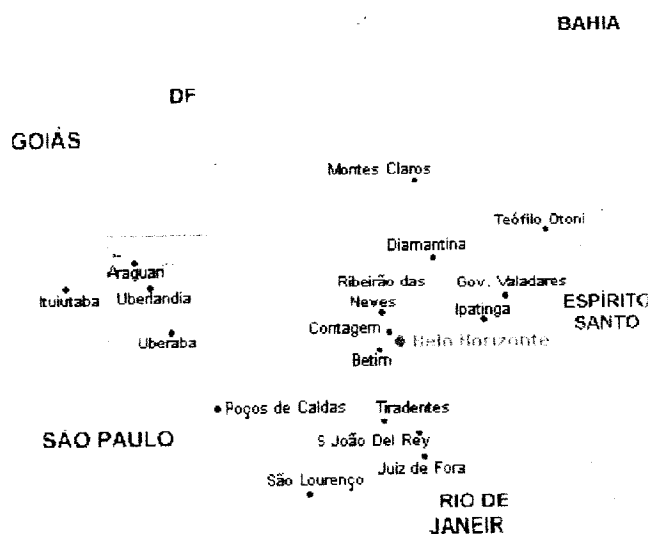 BAHIA
DF
GOIÁS
Montes Claros
Teófilo Otoni
Diamantina
Araguari
Ribeirão das
Neves
Gov. Valadares
Ituiutaba
Uberlandia
Ipatinga
ESPÍRITO
SANTO
Contagem
Uberaba
Belo Horizonte
Betim
Poços de Caldas
Tiradentes
SÃO PAULO
S João Del Rey
Juiz de Fora
São Lourenço
RIO DE
JANEIR